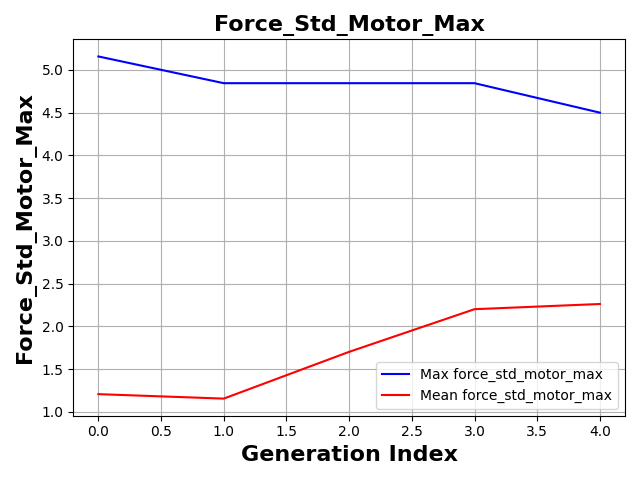 Force_Std_Motor_Max
Force_Std_Motor_Max
5.0
4.5
4.0
3.5
3.0
2.5
2.0
1.5
1.0
Max force_std_motor_max
Mean force_std_motor_max
0.0 0.5 1.0 1.5 2.0 2.5 3.0 3.5 4.0
Generation Index